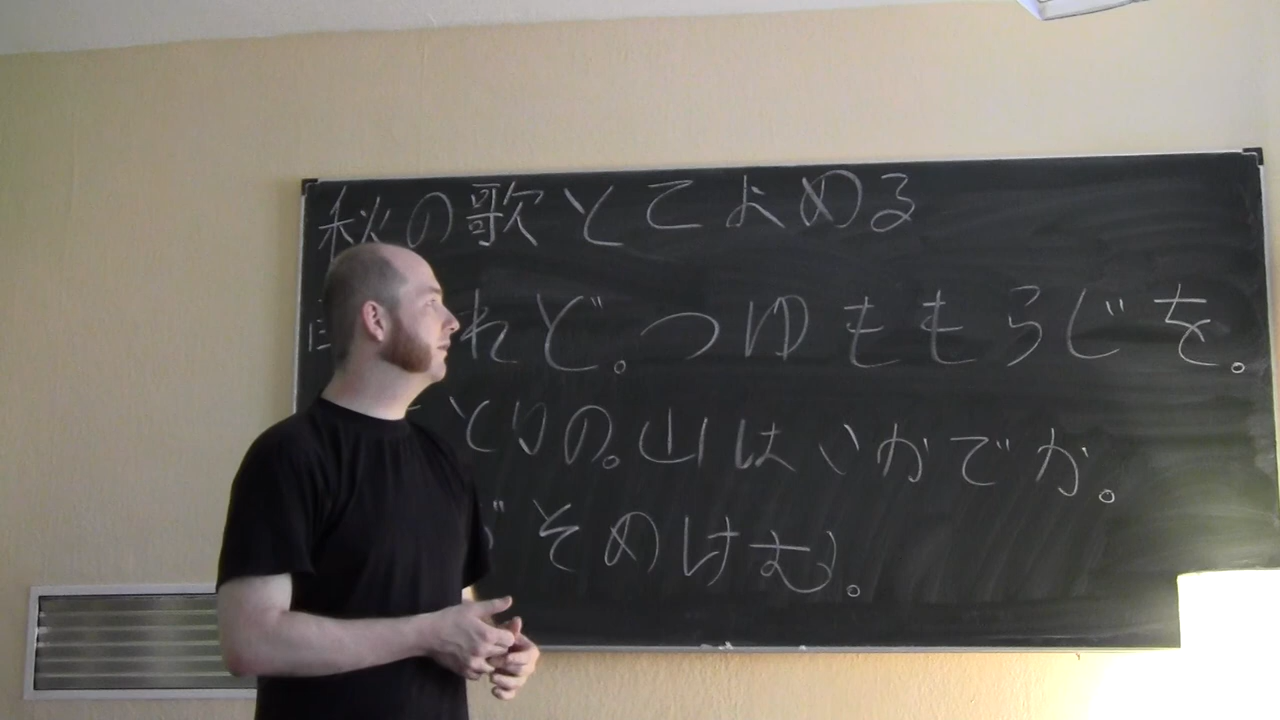 秋の歌とてよめる
れど。つゆももらじを。
とりの。山はいかでか。
そめけむ。